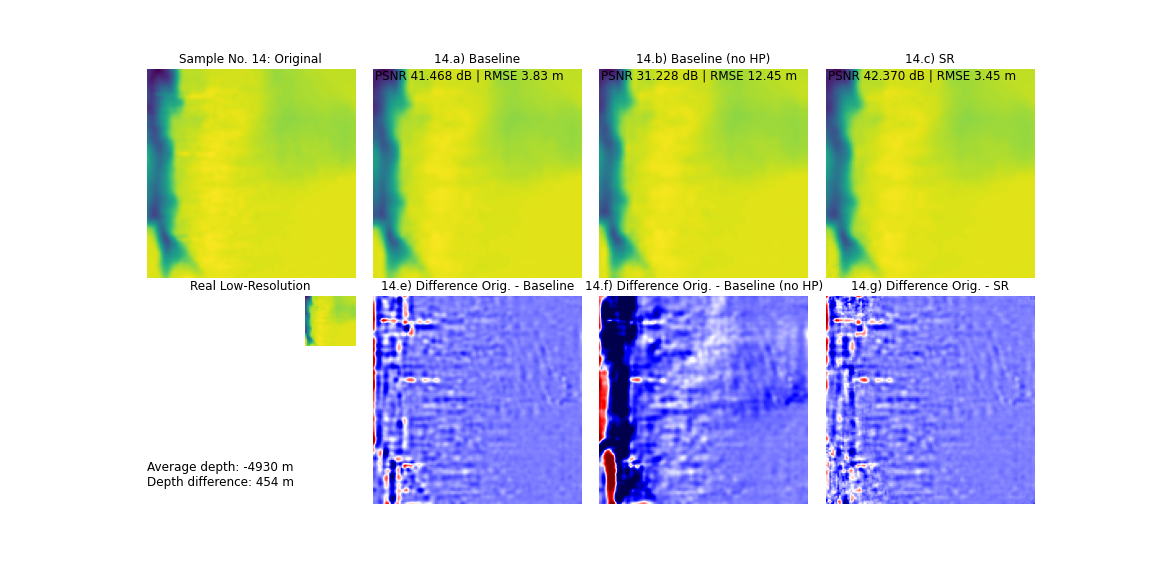 Sample No. 14: Original
14.a) Baseline
14.b) Baseline (no HP)
14.c) SR
PSNR 41.468 dB | RMSE 3.83 m
PSNR 31.228 dB | RMSE 12.45 m
PSNR 42.370 dB | RMSE 3.45 m
Real Low-Resolution
14.e) Difference Orig. - Baseline
14.f) Difference Orig. - Baseline (no HP)
14.g) Difference Orig. - SR
Average depth: -4930 m
Depth difference: 454 m